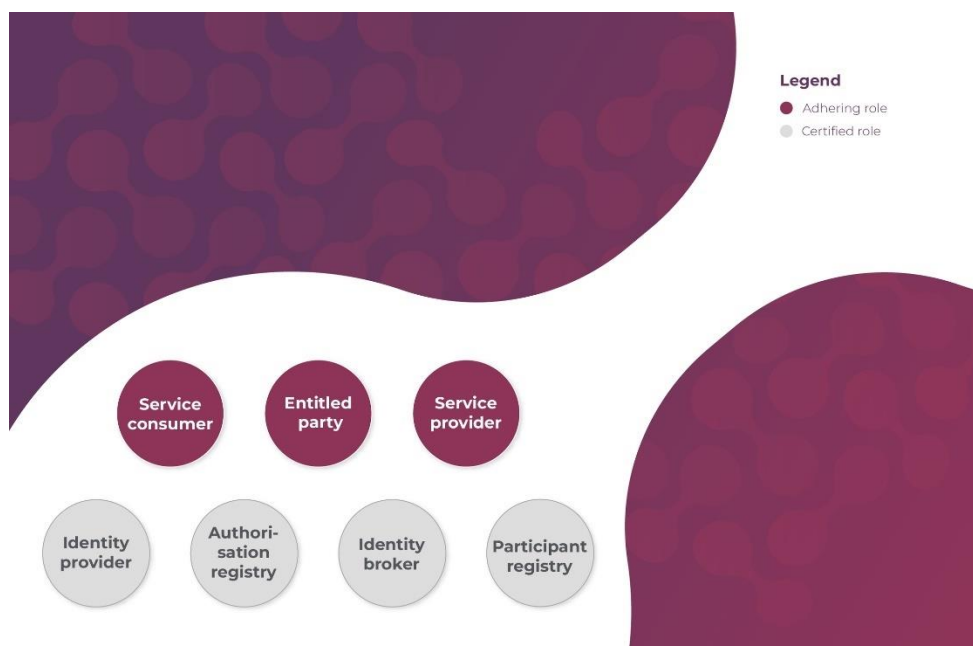 Legend
Adhering role
Certified role
Service
consumer
Entitled
party
Service
provider
Identity
provider
Authori-
sation
registry
Identity
broker
Participant
registry